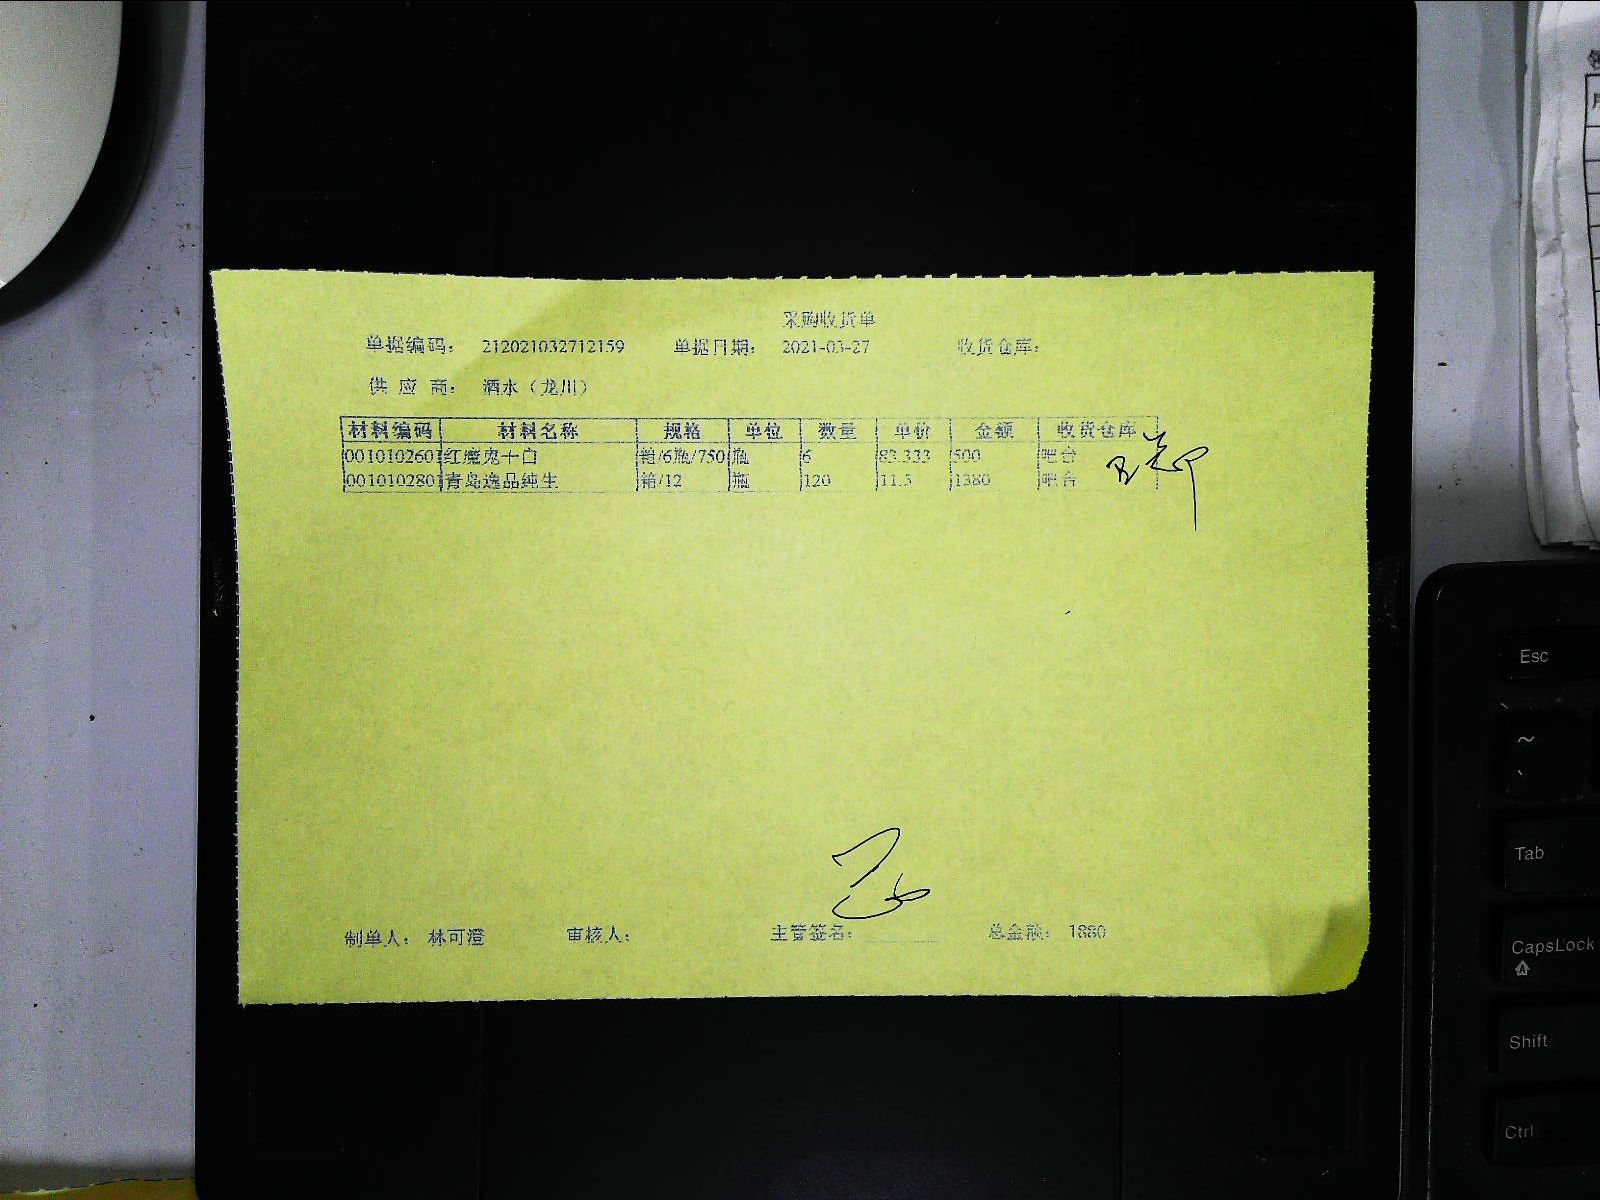 采购收货单
单据编码： 212021032712159 单据日期： 2021-03-27 收货仓库：
供 应 商： 酒水（龙川）
材料编码 材料名称 规格 单位 数量 单价 金额 收货仓库
0010102601 红魔鬼干白 箱/6瓶/750 瓶 6 83.333 500 吧台
0010102801 青岛逸品纯生 箱/12 瓶 120 11.5 1380 吧台
制单人： 林可澄 审核人： 主管签名： 总金额： 1880
Esc
~
Tab
CapsLock
A
Shift
Ctrl